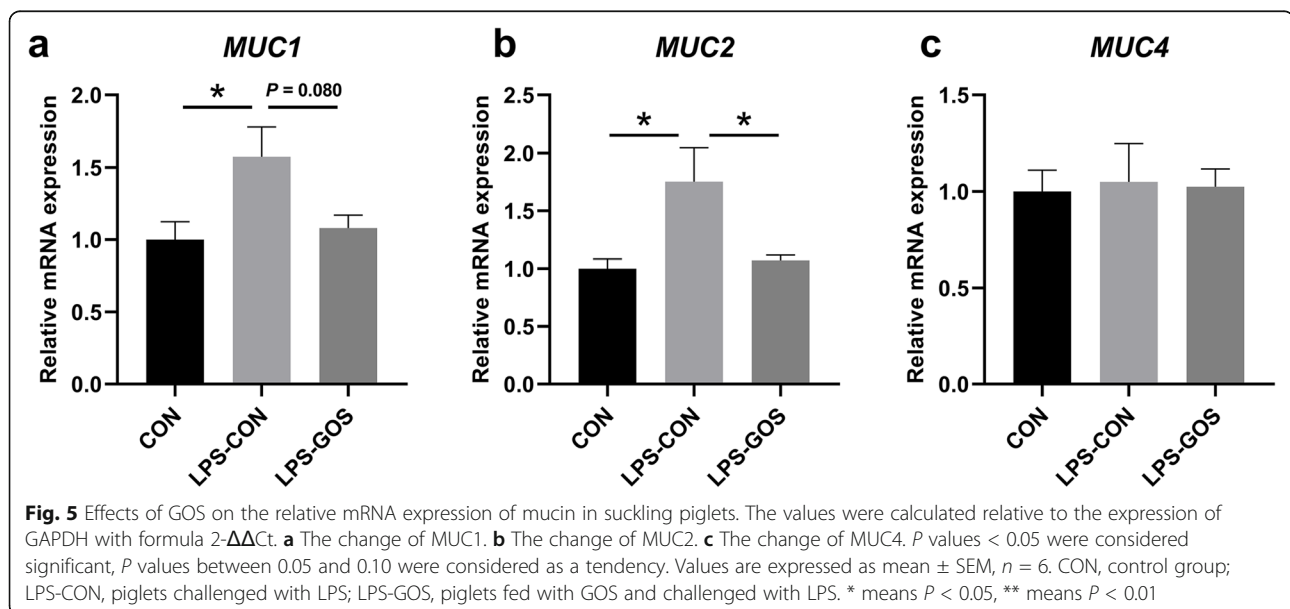 a MUC1
* P = 0.080
Relative mRNA expression
2.0
1.5
1.0
0.5
0.0
CON
LPS-CON
LPS-GOS
b MUC2
* *
Relative mRNA expression
2.5
2.0
1.5
1.0
0.5
0.0
CON
LPS-CON
LPS-GOS
c MUC4
Relative mRNA expression
1.5
1.0
0.5
0.0
CON
LPS-CON
LPS-GOS
Fig. 5 Effects of GOS on the relative mRNA expression of mucin in suckling piglets. The values were calculated relative to the expression of
GAPDH with formula 2-ΔΔCt. a The change of MUC1. b The change of MUC2. c The change of MUC4. P values < 0.05 were considered
significant, P values between 0.05 and 0.10 were considered as a tendency. Values are expressed as mean ± SEM, n = 6. CON, control group;
LPS-CON, piglets challenged with LPS; LPS-GOS, piglets fed with GOS and challenged with LPS. * means P < 0.05, ** means P < 0.01